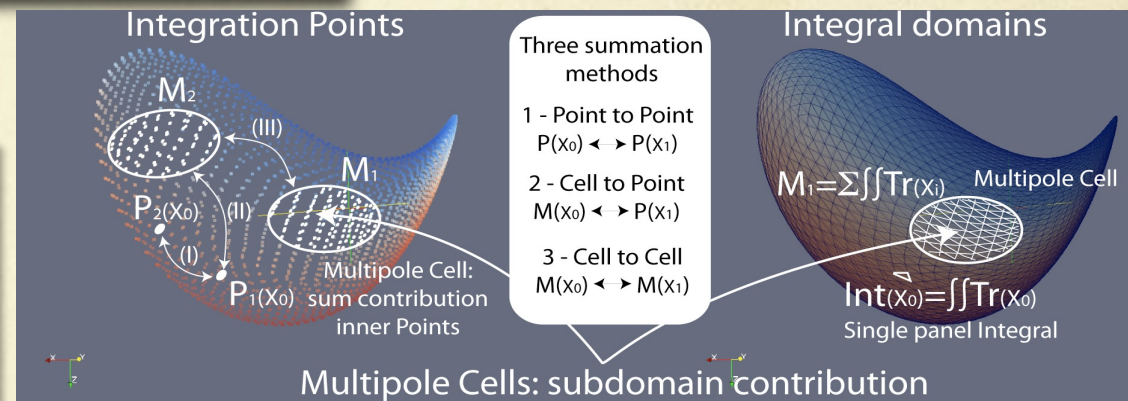 Integration Points
M2
(III)
M1
P2(X0)
(II)
(I)
P1(X0)
Multipole Cell:
sum contribution
inner Points
Three summation
methods
1 - Point to Point
P(X0) ↔ P(X1)
2 - Cell to Point
M(X0) ↔ P(X1)
3 - Cell to Cell
M(X0) ↔ M(X1)
Integral domains
M1=Σ∫∫Tr(Xi)
Multipole Cell
Int(X0)=∫∫Tr(X0)
Single panel Integral
X Y
Z
X Y
Z
Multipole Cells: subdomain contribution